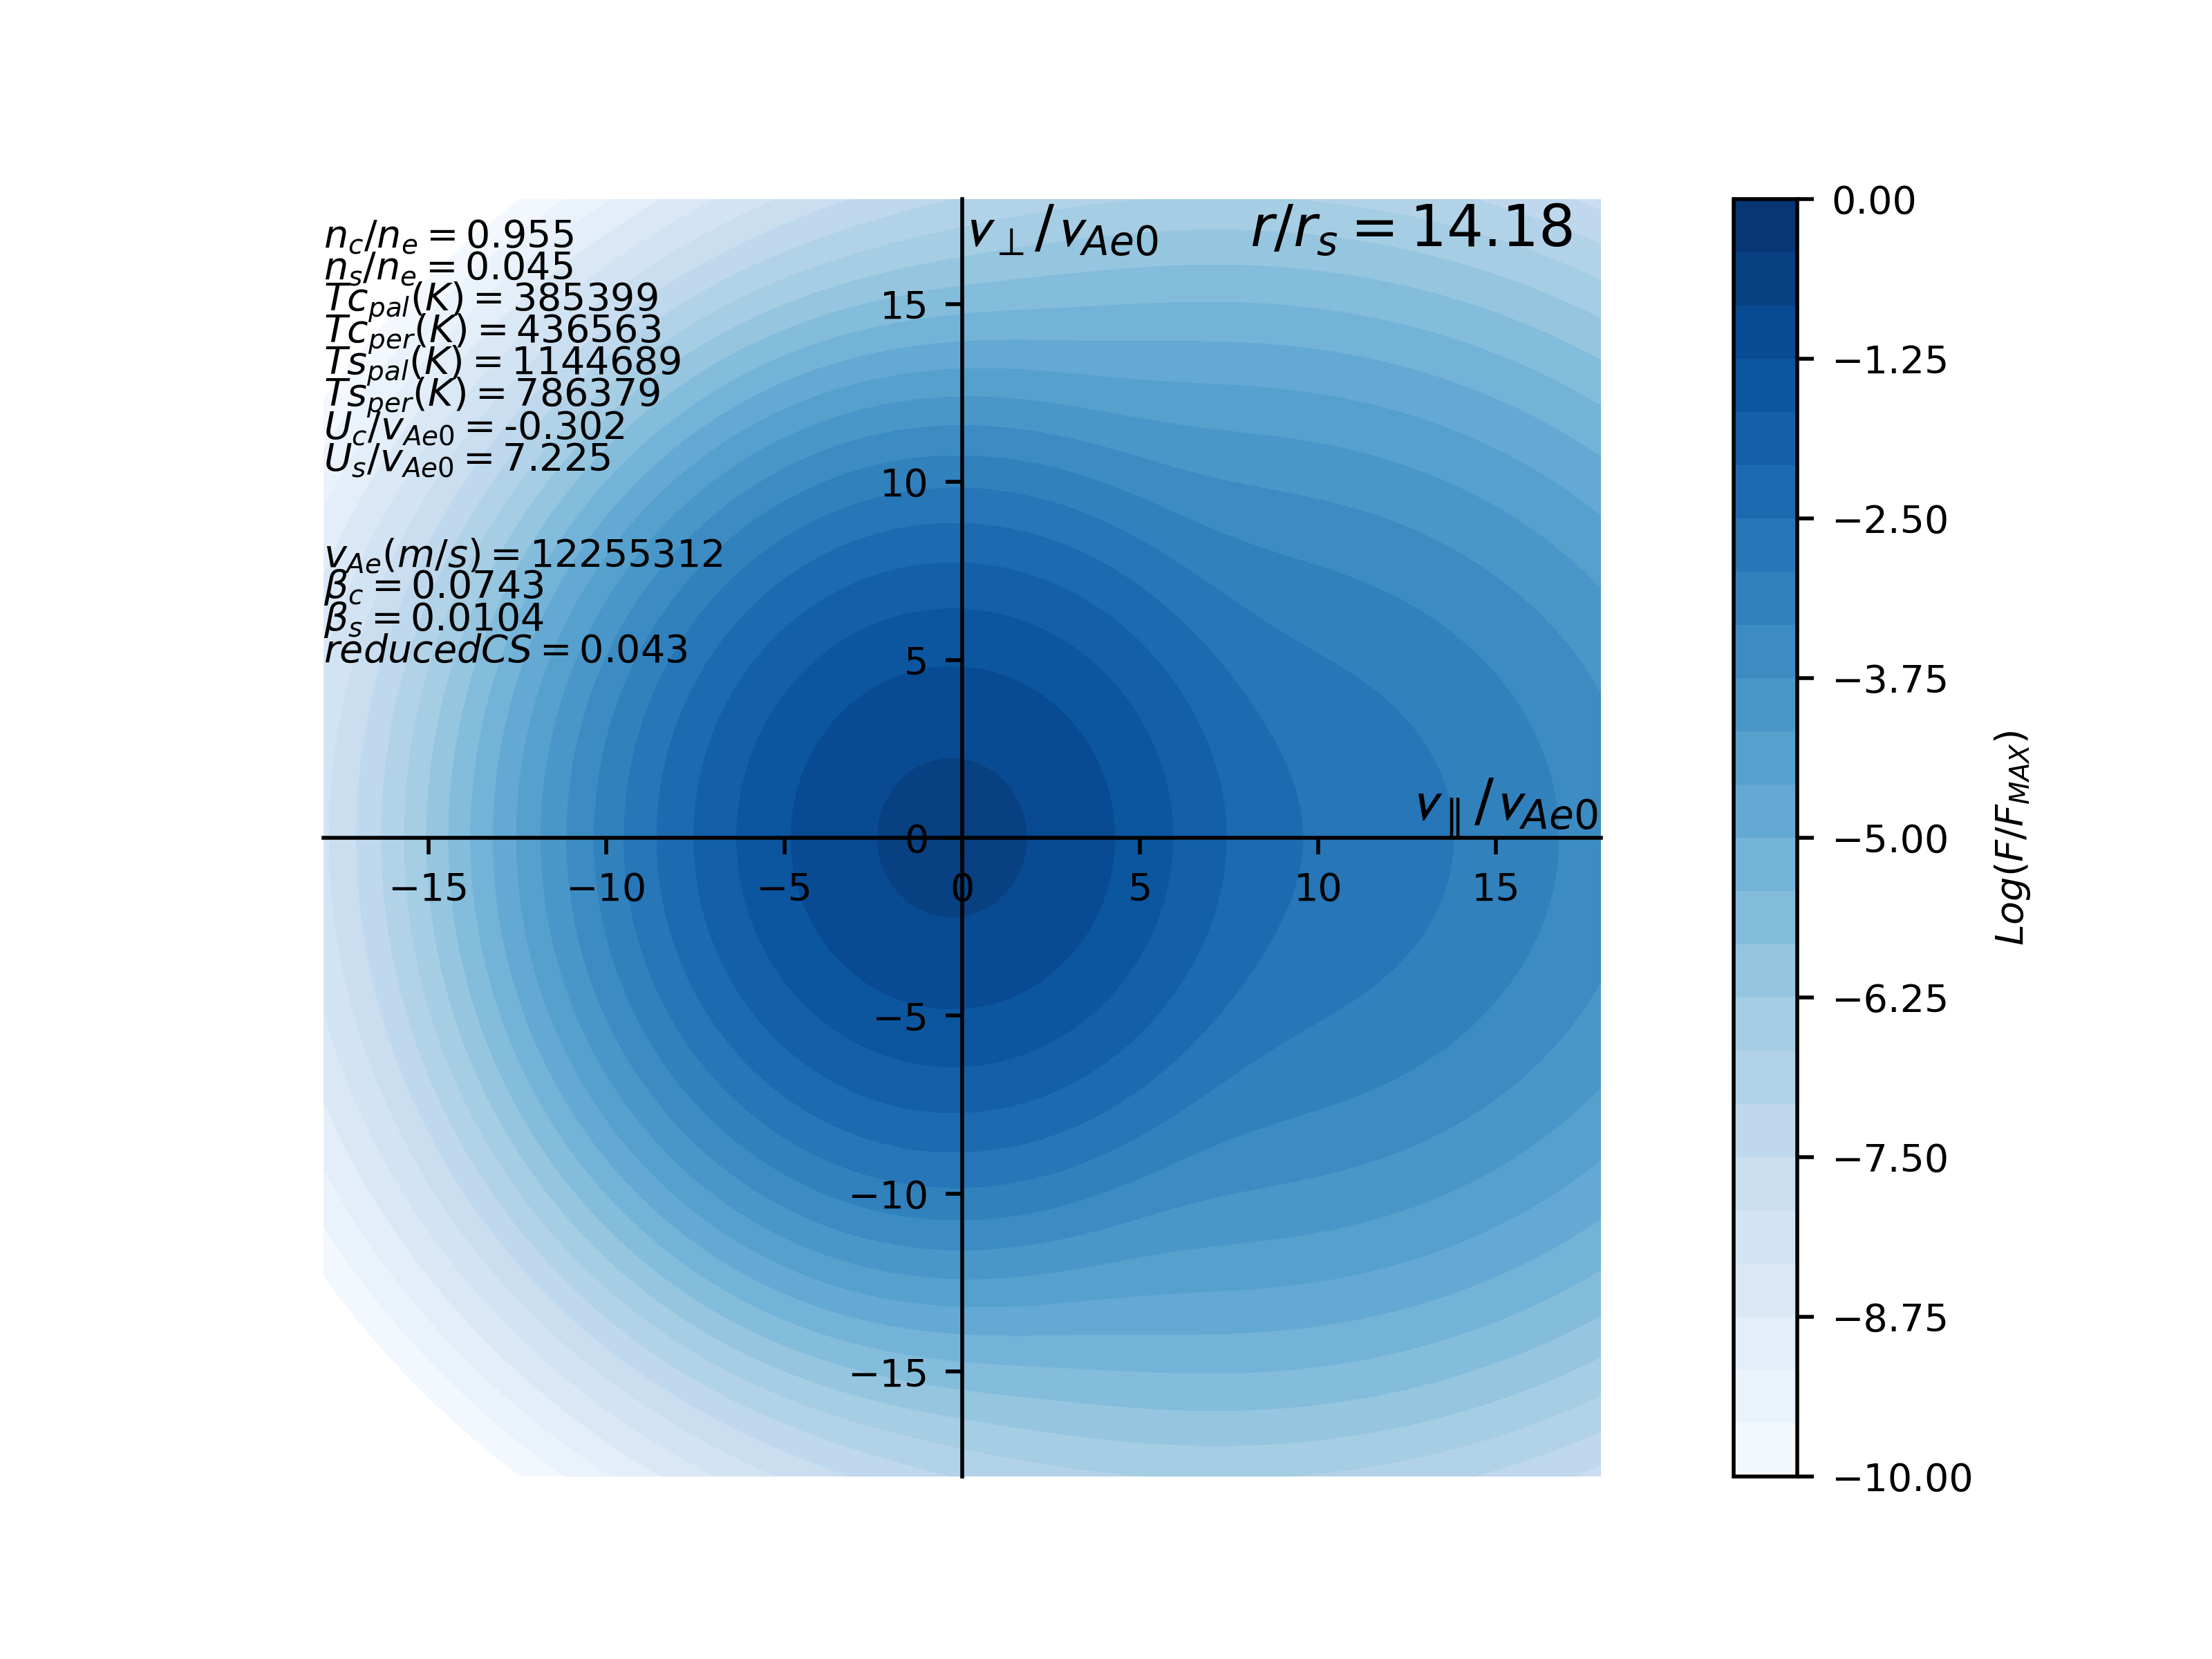 n_c/n_e = 0.955
n_s/n_e = 0.045
Tc_pal(K) = 385399
Tc_per(K) = 436563
Ts_pal(K) = 1144689
Ts_per(K) = 786379
U_c/v_Ae0 = -0.302
U_s/v_Ae0 = 7.225
v_⊥/v_Ae0
r/r_s = 14.18
v_Ae(m/s) = 12255312
β_c = 0.0743
β_s = 0.0104
reducedCS = 0.043
15
10
5
0
−5
−10
−15
v_∥/v_Ae0
−15 −10 −5 0 5 10 15
0.00
−1.25
−2.50
−3.75
−5.00
−6.25
−7.50
−8.75
−10.00
Log(F/F_MAX)